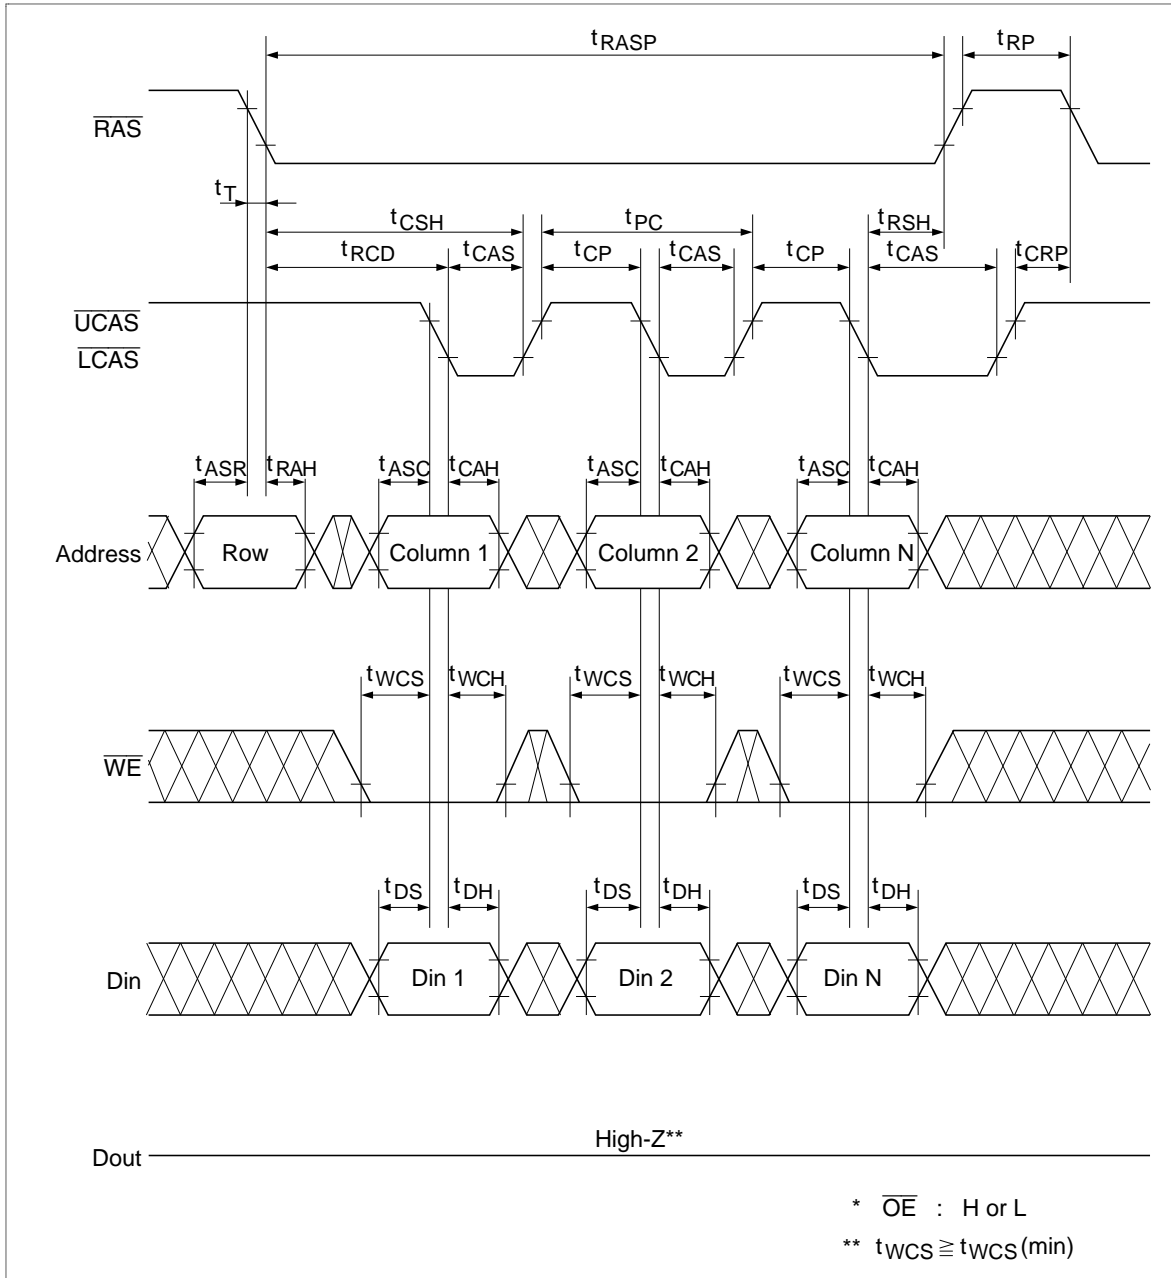 tRASP tRP
RAS
tT
tCSH tPC tRSH
tRCD tCAS tCP tCAS tCP tCAS tCRP
UCAS
LCAS
tASR tRAH tASC tCAH tASC tCAH tASC tCAH
Address Row Column 1 Column 2 Column N
tWCS tWCH tWCS tWCH tWCS tWCH
WE
tDS tDH tDS tDH tDS tDH
Din Din 1 Din 2 Din N
High-Z**
Dout
* OE : H or L
** tWCS ≧ tWCS(min)